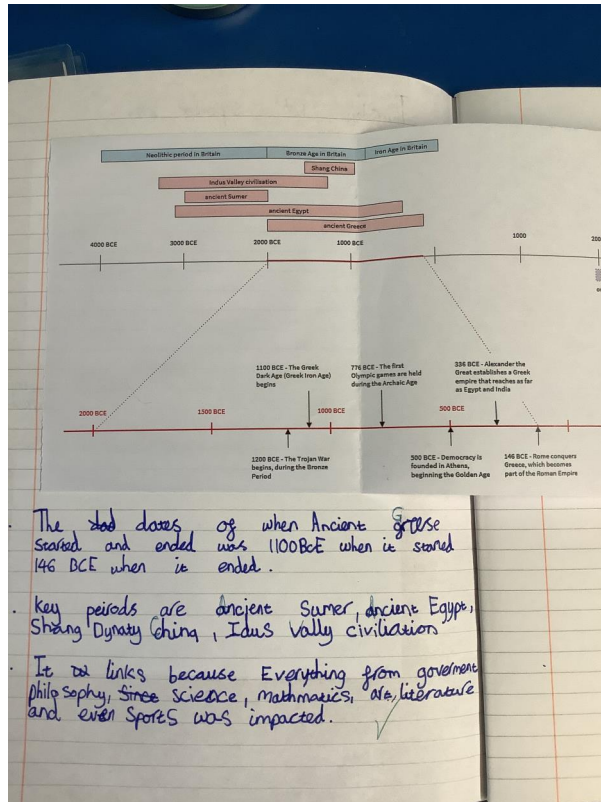 Neolithic period in Britain
Bronze Age in Britain
Iron Age in Britain
Shang China
Indus Valley civilisation
ancient Sumer
ancient Egypt
ancient Greece
4000 BCE
3000 BCE
2000 BCE
1000 BCE
1000
200
1100 BCE - The Greek
Dark Age (Greek Iron Age)
begins
776 BCE - The first
Olympic games are held
during the Archaic Age
336 BCE - Alexander the
Great establishes a Greek
empire that reaches as far
as Egypt and India
2000 BCE
1500 BCE
1000 BCE
500 BCE
1200 BCE - The Trojan War
begins, during the Bronze
Period
500 BCE - Democracy is
founded in Athens,
beginning the Golden Age
146 BCE - Rome conquers
Greece, which becomes
part of the Roman Empire
The dates of when Ancient
started and ended was 1100BCE when it stared
146 BCE when it ended.
Key peirods are ancient Sumer, ancient Egypt,
Shang Dynaty China, Idus Vally civiliation
It links because Everything from goverment
philosophy, science, mathmatics, literature
and even Sports was impacted.